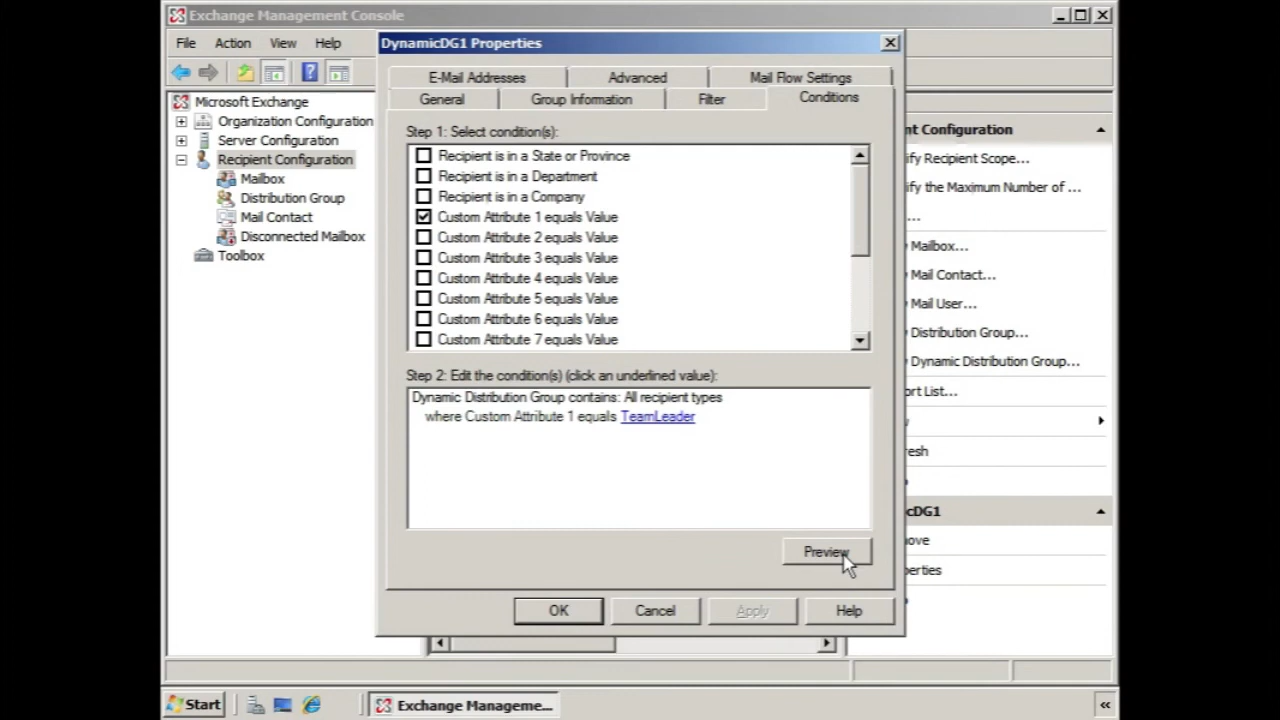 Exchange Management Console
File Action View Help
Microsoft Exchange
Organization Configuration
Server Configuration
Recipient Configuration
Mailbox
Distribution Group
Mail Contact
Disconnected Mailbox
Toolbox
DynamicDG1 Properties
E-Mail Addresses Advanced Mail Flow Settings
General Group Information Filter Conditions
Step 1: Select condition(s):
Recipient is in a State or Province
Recipient is in a Department
Recipient is in a Company
Custom Attribute 1 equals Value
Custom Attribute 2 equals Value
Custom Attribute 3 equals Value
Custom Attribute 4 equals Value
Custom Attribute 5 equals Value
Custom Attribute 6 equals Value
Custom Attribute 7 equals Value
Step 2: Edit the condition(s) (click an underlined value):
Dynamic Distribution Group contains: All recipient types
where Custom Attribute 1 equals TeamLeader
Preview
OK Cancel Apply Help
nt Configuration
ify Recipient Scope...
ify the Maximum Number of ...
...
Mailbox...
Mail Contact...
Mail User...
Distribution Group...
Dynamic Distribution Group...
ort List...
esh
cDG1
ove
perties
Start Exchange Manageme... «